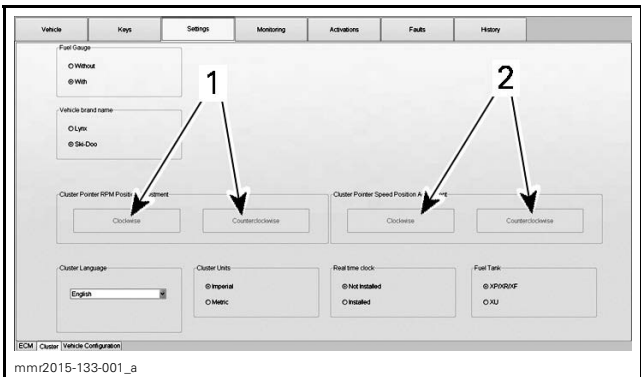 Vehicle Keys Settings Monitoring Activations Faults History
Fuel Gauge
Without
With
1 2
Vehicle brand name
Lynx
Ski-Doo
Cluster Pointer RPM Position Adjustment Cluster Pointer Speed Position
Clockwise Counterclockwise Clockwise Counterclockwise
Cluster Language Cluster Units Real time clock Fuel Tank
English Imperial Not Installed XP/XR/XF
Metric Installed XU
ECM Cluster Vehicle Configuration
mmr2015-133-001_a